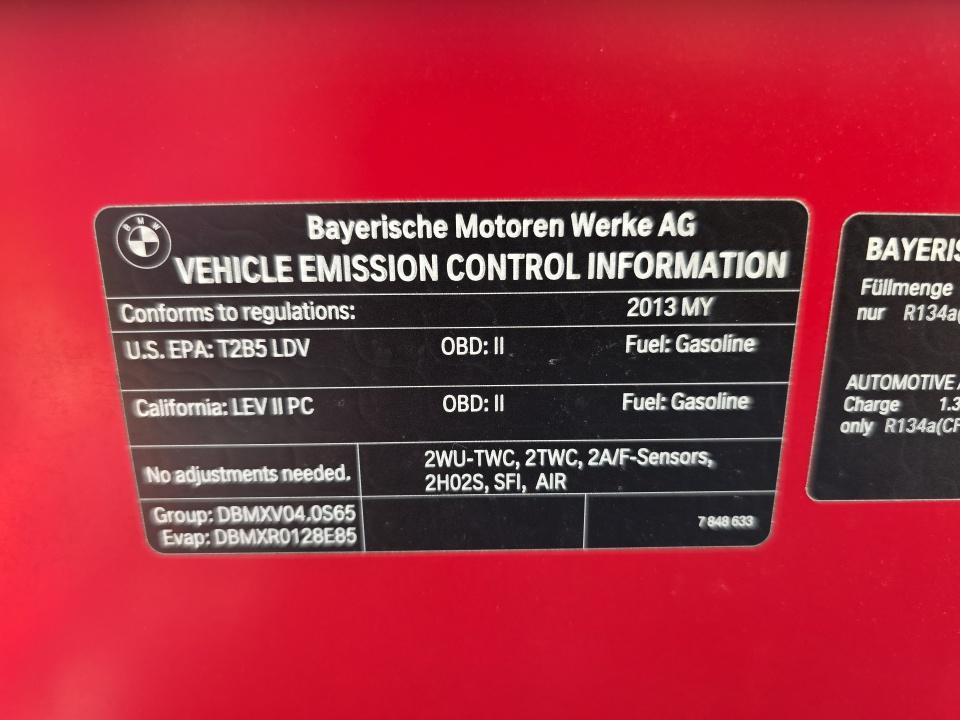 BMW
Bayerische Motoren Werke AG
VEHICLE EMISSION CONTROL INFORMATION
Conforms to regulations: 2013 MY
U.S. EPA: T2B5 LDV OBD: II Fuel: Gasoline
California: LEV II PC OBD: II Fuel: Gasoline
No adjustments needed.
2WU-TWC, 2TWC, 2A/F-Sensors,
2H02S, SFI, AIR
Group: DBMXV04.0S65
Evap: DBMXR0128E85
7 848 633
BAYERIS
Füllmenge
nur R134a(
AUTOMOTIVE A
Charge 1.3
only R134a(CF